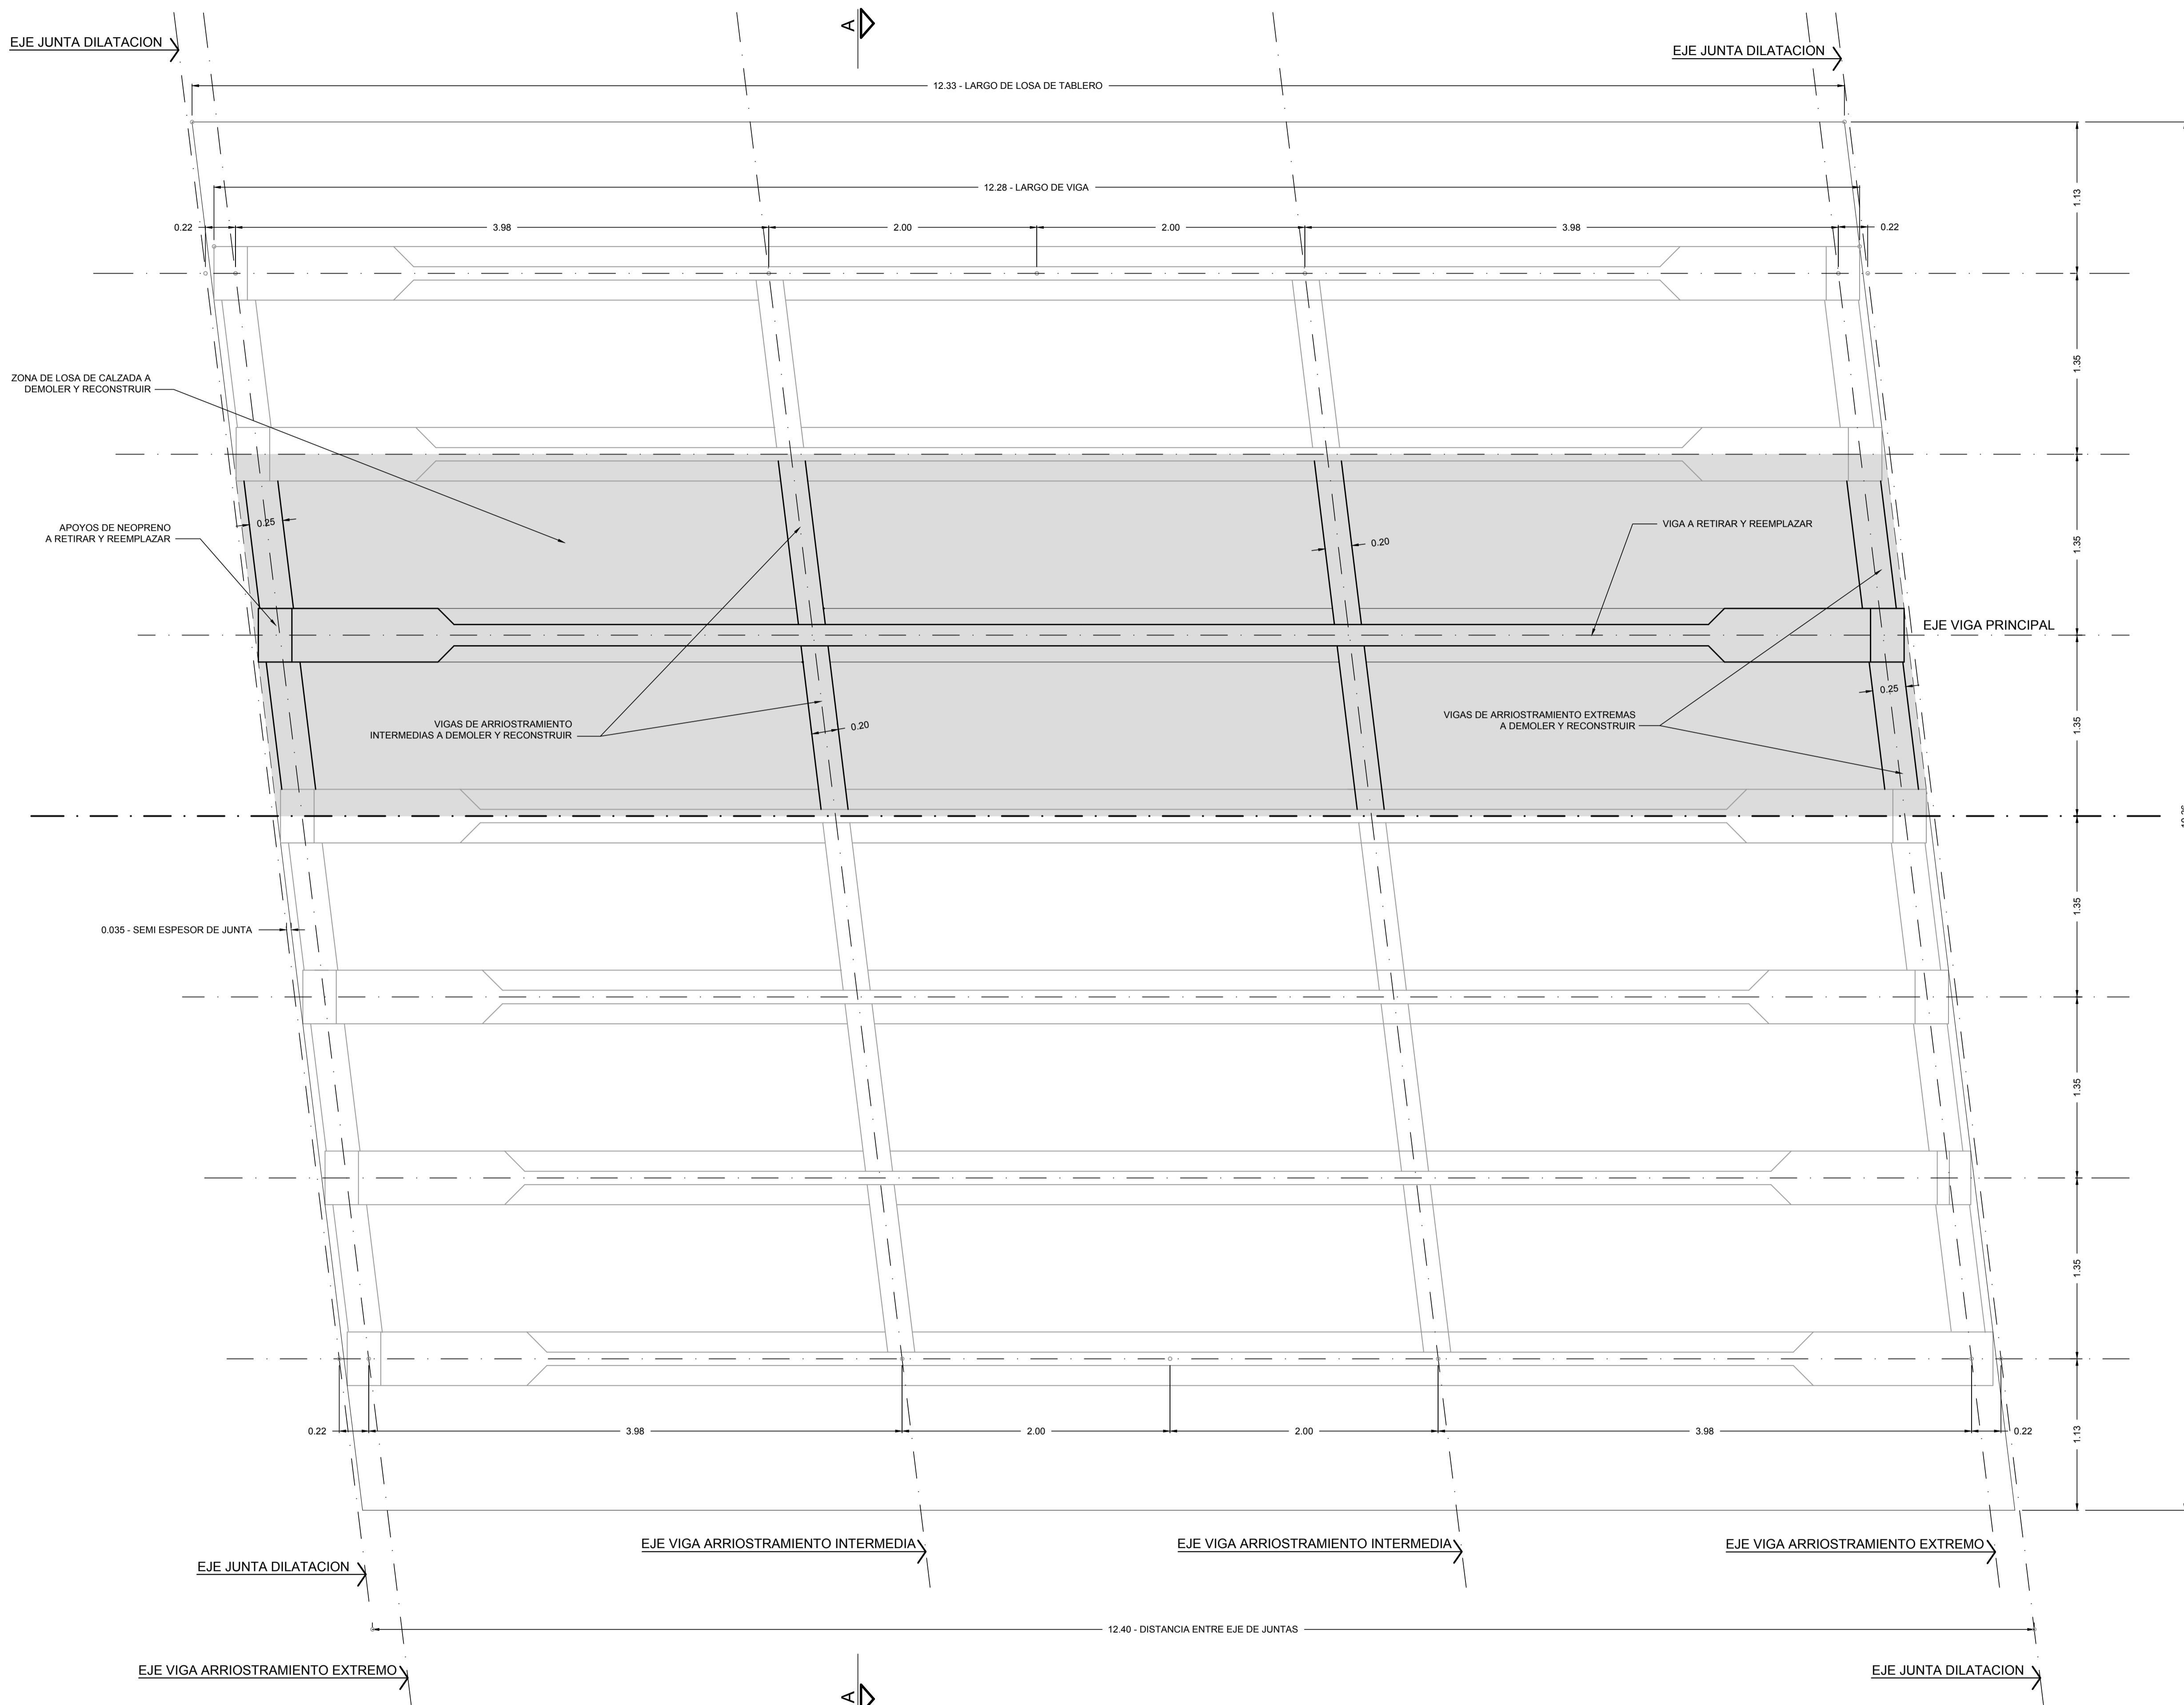 A
EJE JUNTA DILATACION
EJE JUNTA DILATACION
12.33 - LARGO DE LOSA DE TABLERO
12.28 - LARGO DE VIGA
1.13
0.22
3.98
2.00
2.00
3.98
0.22
1.35
ZONA DE LOSA DE CALZADA A
DEMOLER Y RECONSTRUIR
0.25
APOYOS DE NEOPRENO
A RETIRAR Y REEMPLAZAR
VIGA A RETIRAR Y REEMPLAZAR
0.20
1.35
EJE VIGA PRINCIPAL
0.25
VIGAS DE ARRIOSTRAMIENTO
INTERMEDIAS A DEMOLER Y RECONSTRUIR
0.20
VIGAS DE ARRIOSTRAMIENTO EXTREMAS
A DEMOLER Y RECONSTRUIR
1.35
0.035 - SEMI ESPESOR DE JUNTA
1.35
1.35
1.35
0.22
3.98
2.00
2.00
3.98
0.22
1.13
EJE VIGA ARRIOSTRAMIENTO INTERMEDIA
EJE VIGA ARRIOSTRAMIENTO INTERMEDIA
EJE VIGA ARRIOSTRAMIENTO EXTREMO
EJE JUNTA DILATACION
12.40 - DISTANCIA ENTRE EJE DE JUNTAS
EJE VIGA ARRIOSTRAMIENTO EXTREMO
EJE JUNTA DILATACION
A